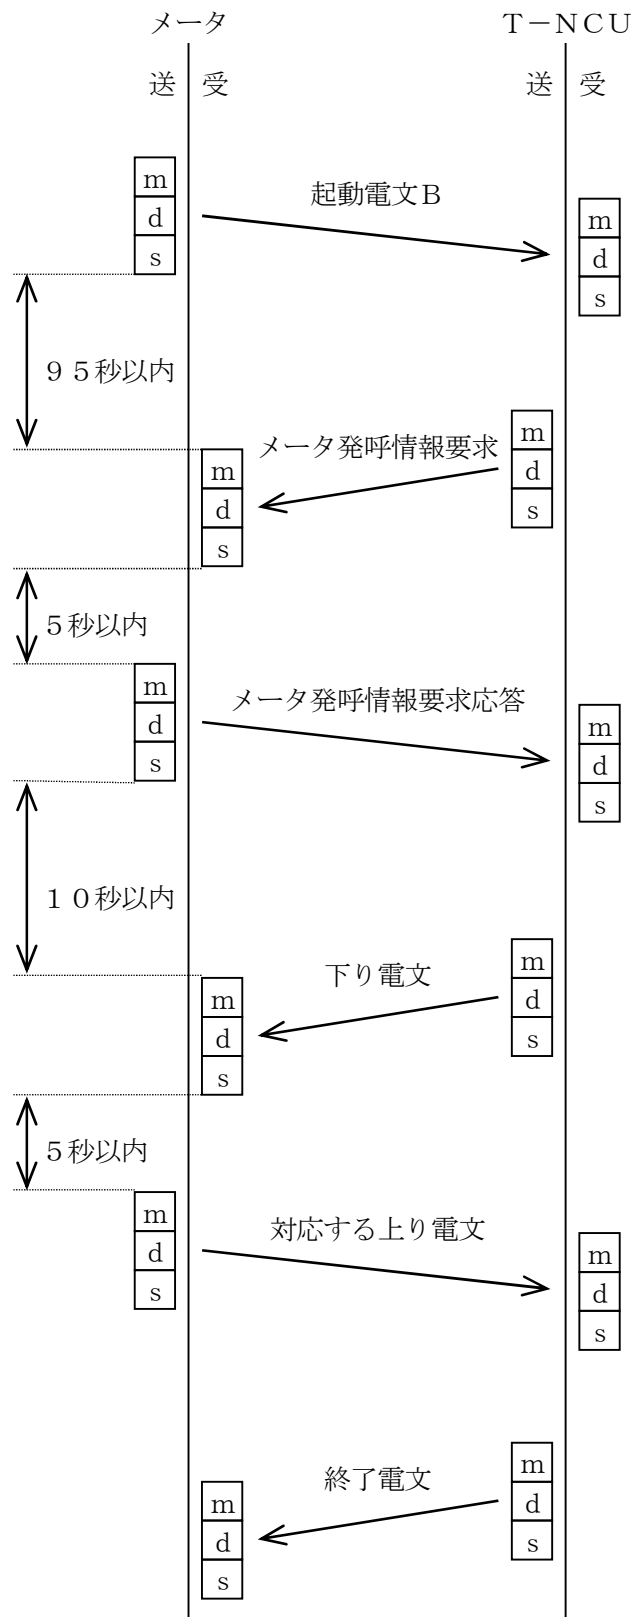 メータ Ｔ－ＮＣＵ
送 受 送 受
m
起動電文Ｂ
d
m
s
d
s
９５秒以内
m
メータ発呼情報要求
m
d
d
s
s
５秒以内
m
メータ発呼情報要求応答
d
m
s
d
s
１０秒以内
m
下り電文
m
d
d
s
s
５秒以内
m
対応する上り電文
d
m
s
d
s
m
終了電文
m
d
d
s
s